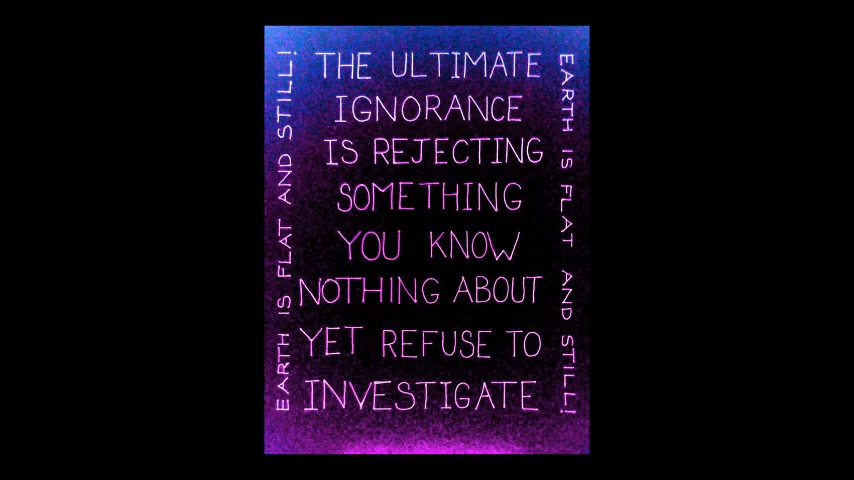 THE ULTIMATE
IGNORANCE
IS REJECTING
SOMETHING
YOU KNOW
NOTHING ABOUT
YET REFUSE TO
INVESTIGATE
EARTH IS FLAT AND STILL!
EARTH IS FLAT AND STILL!